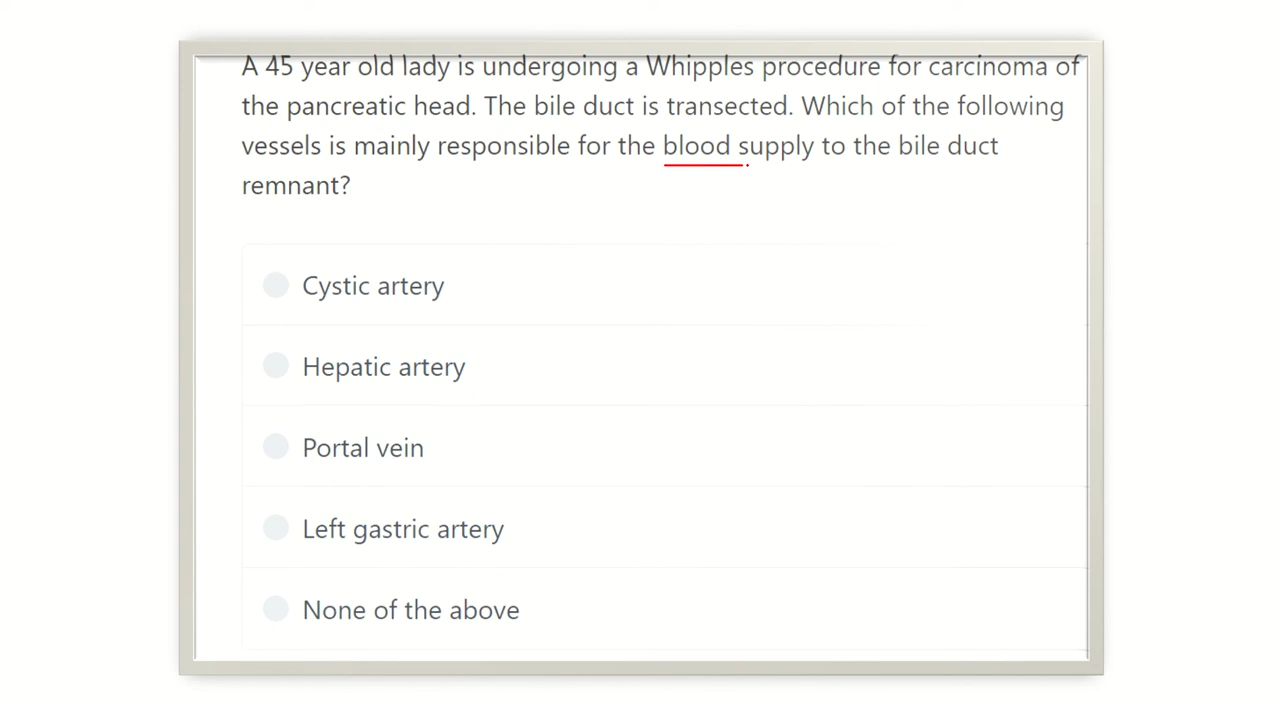 A 45 year old lady is undergoing a Whipples procedure for carcinoma of
the pancreatic head. The bile duct is transected. Which of the following
vessels is mainly responsible for the blood supply to the bile duct
remnant?
Cystic artery
Hepatic artery
Portal vein
Left gastric artery
None of the above